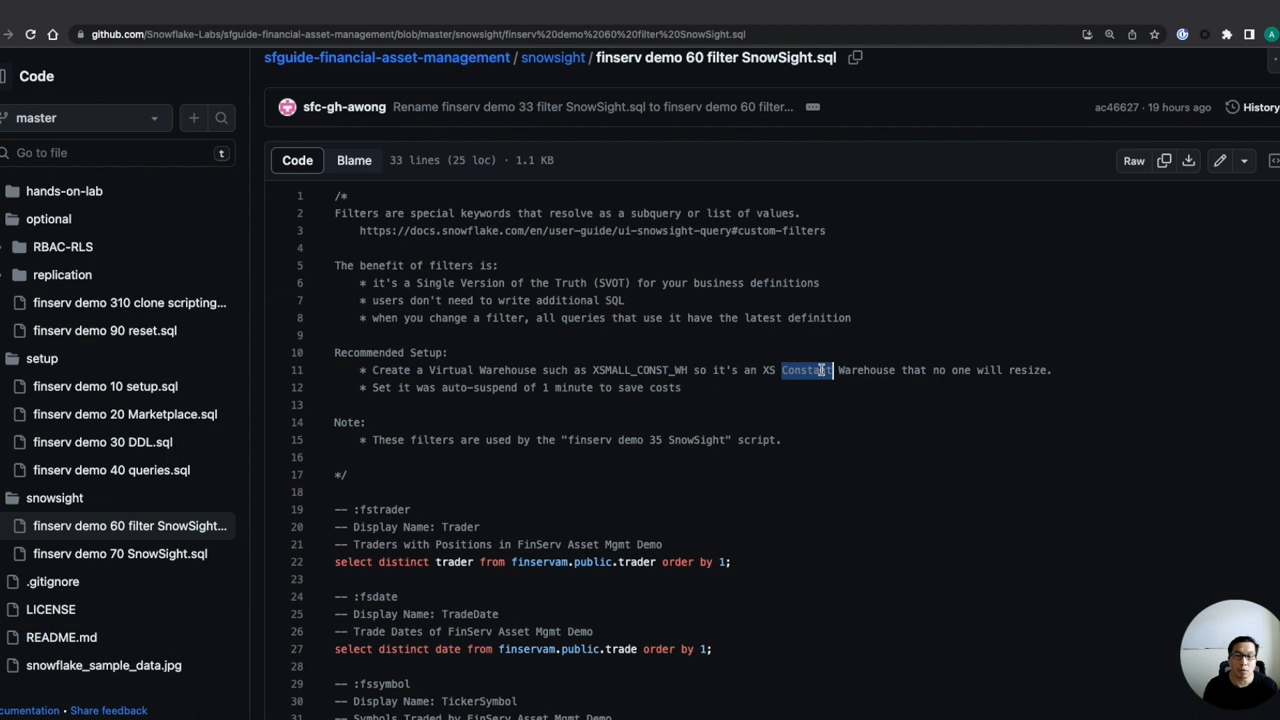 github.com/Snowflake-Labs/sfguide-financial-asset-management/blob/master/snowsight/finserv%20demo%2060%20filter%20SnowSight.sql
A
Code
master
Go to file
t
hands-on-lab
optional
RBAC-RLS
replication
finserv demo 310 clone scripting...
finserv demo 90 reset.sql
setup
finserv demo 10 setup.sql
finserv demo 20 Marketplace.sql
finserv demo 30 DDL.sql
finserv demo 40 queries.sql
snowsight
finserv demo 60 filter SnowSight...
finserv demo 70 SnowSight.sql
.gitignore
LICENSE
README.md
snowflake_sample_data.jpg
cumentation · Share feedback
sfguide-financial-asset-management / snowsight / finserv demo 60 filter SnowSight.sql
sfc-gh-awong Rename finserv demo 33 filter SnowSight.sql to finserv demo 60 filter... ac46627 · 19 hours ago History
Code Blame 33 lines (25 loc) · 1.1 KB Raw
1 /*
2 Filters are special keywords that resolve as a subquery or list of values.
3 https://docs.snowflake.com/en/user-guide/ui-snowsight-query#custom-filters
4
5 The benefit of filters is:
6 * it's a Single Version of the Truth (SVOT) for your business definitions
7 * users don't need to write additional SQL
8 * when you change a filter, all queries that use it have the latest definition
9
10 Recommended Setup:
11 * Create a Virtual Warehouse such as XSMALL_CONST_WH so it's an XS Constant Warehouse that no one will resize.
12 * Set it was auto-suspend of 1 minute to save costs
13
14 Note:
15 * These filters are used by the "finserv demo 35 SnowSight" script.
16
17 */
18
19 -- :fstrader
20 -- Display Name: Trader
21 -- Traders with Positions in FinServ Asset Mgmt Demo
22 select distinct trader from finservam.public.trader order by 1;
23
24 -- :fsdate
25 -- Display Name: TradeDate
26 -- Trade Dates of FinServ Asset Mgmt Demo
27 select distinct date from finservam.public.trade order by 1;
28
29 -- :fssymbol
30 -- Display Name: TickerSymbol
31 -- Symbols Traded by FinServ Asset Mgmt Demo